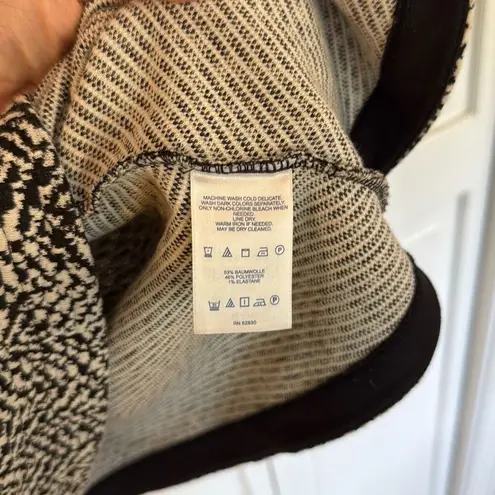 MACHINE WASH COLD DELICATE.
WASH DARK COLORS SEPARATELY.
ONLY NON-CHLORINE BLEACH WHEN
NEEDED.
LINE DRY.
WARM IRON IF NEEDED.
MAY BE DRY CLEANED.
P
53% BAUMWOLLE
46% POLYESTER
1% ELASTANE
P
RN 62830